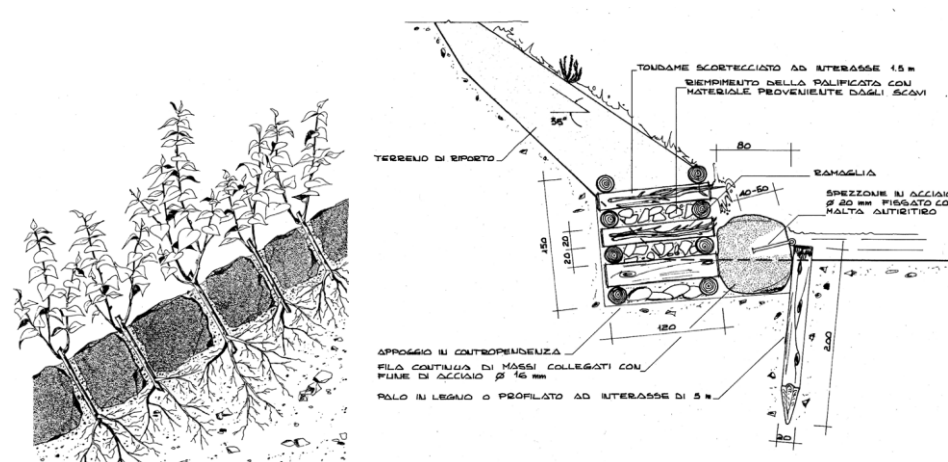 TONDAME SCORTECCIATO AD INTERASSE 1.5 m
RIEMPIMENTO DELLA PALIFICATA CON
MATERIALE PROVENIENTE DAGLI SCAVI
35°
80
TERRENO DI RIPORTO
RAMAGLIA
40-50
SPEZZONE IN ACCIAIO
Ø 20 mm FISSATO CO
MALTA ANTIRITIRO
150
20 20
120
200
APPOGGIO IN CONTROPENDENZA
FILA CONTINUA DI MASSI COLLEGATI CON
FUNE DI ACCIAIO Ø 16 mm
PALO IN LEGNO O PROFILATO AD INTERASSE DI 5 m
20